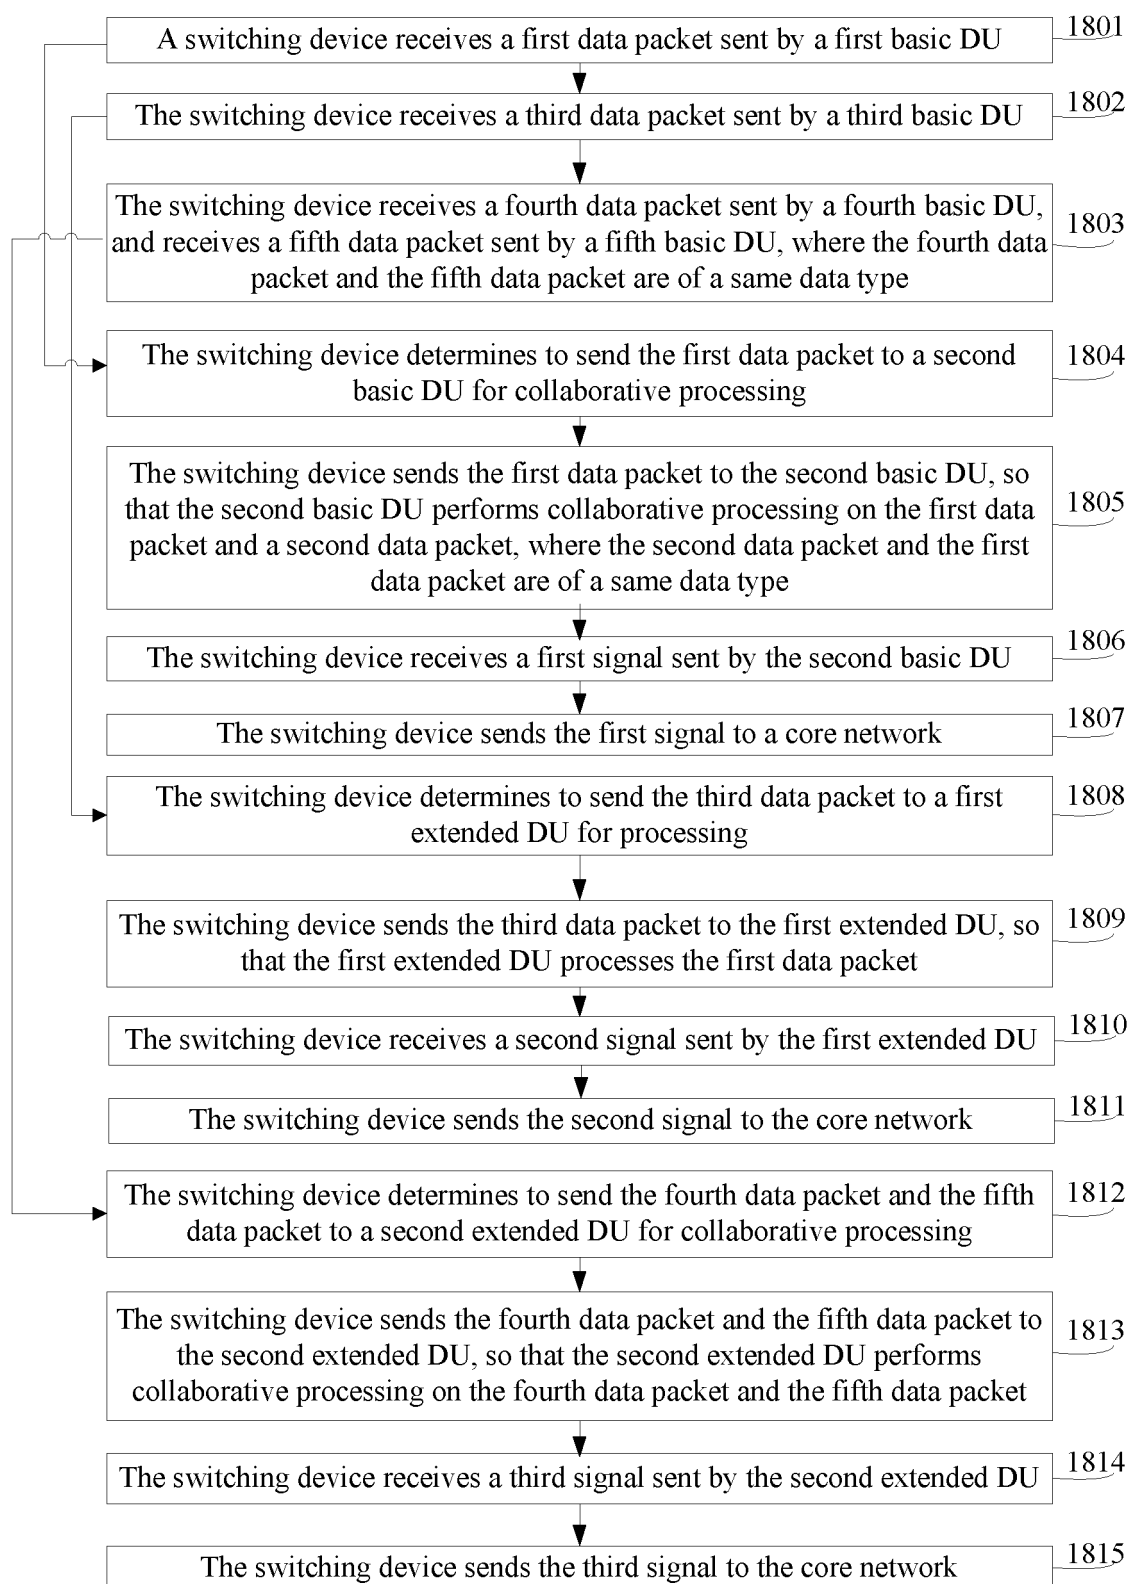 A switching device receives a first data packet sent by a first basic DU
1801
The switching device receives a third data packet sent by a third basic DU
1802
The switching device receives a fourth data packet sent by a fourth basic DU,
and receives a fifth data packet sent by a fifth basic DU, where the fourth data
packet and the fifth data packet are of a same data type
1803
The switching device determines to send the first data packet to a second
basic DU for collaborative processing
1804
The switching device sends the first data packet to the second basic DU, so
that the second basic DU performs collaborative processing on the first data
packet and a second data packet, where the second data packet and the first
data packet are of a same data type
1805
The switching device receives a first signal sent by the second basic DU
1806
The switching device sends the first signal to a core network
1807
The switching device determines to send the third data packet to a first
extended DU for processing
1808
The switching device sends the third data packet to the first extended DU, so
that the first extended DU processes the first data packet
1809
The switching device receives a second signal sent by the first extended DU
1810
The switching device sends the second signal to the core network
1811
The switching device determines to send the fourth data packet and the fifth
data packet to a second extended DU for collaborative processing
1812
The switching device sends the fourth data packet and the fifth data packet to
the second extended DU, so that the second extended DU performs
collaborative processing on the fourth data packet and the fifth data packet
1813
The switching device receives a third signal sent by the second extended DU
1814
The switching device sends the third signal to the core network
1815